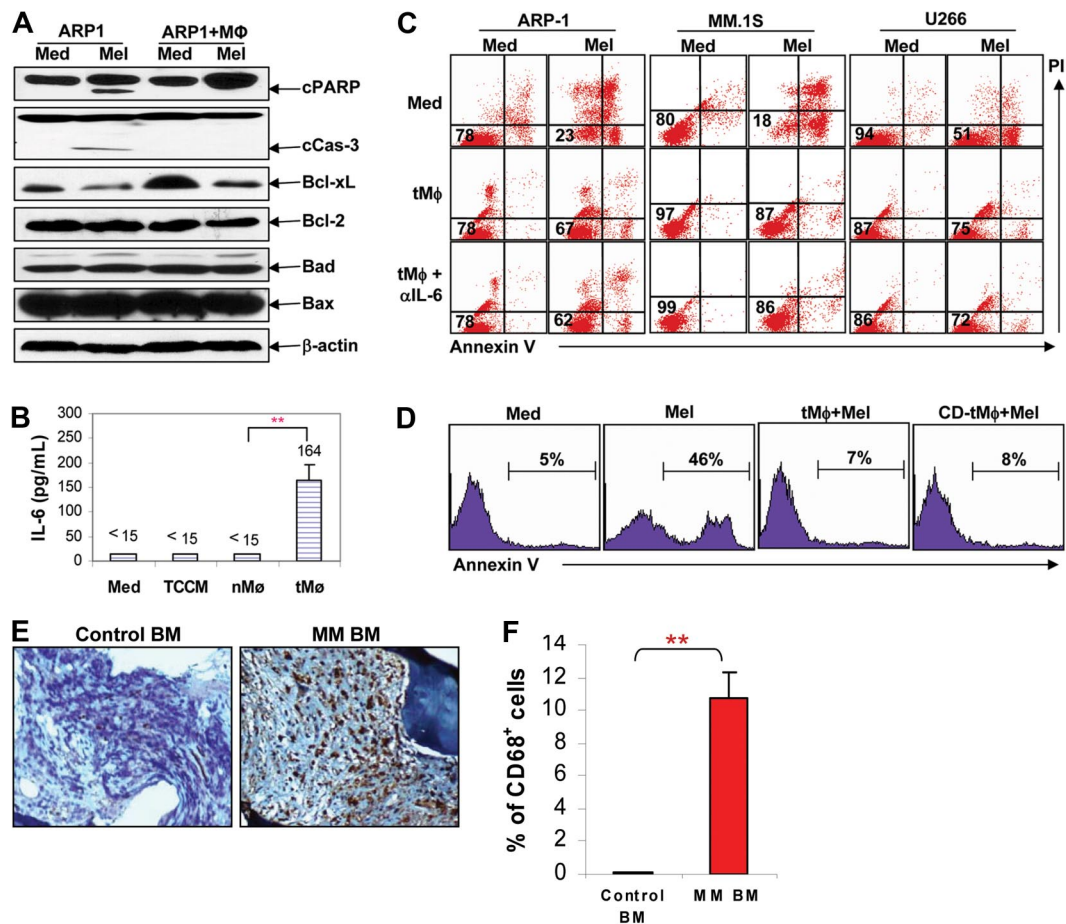 A
ARP1 ARP1+MΦ
Med Mel Med Mel
cPARP
cCas-3
Bcl-xL
Bcl-2
Bad
Bax
β-actin
B
IL-6 (pg/mL)
300
250
200
150
100
50
0
< 15 < 15 < 15 164
**
Med TCCM nMø tMø
C
ARP-1 MM.1S U266
Med Mel Med Mel Med Mel
PI
Med
78 23 80 18 94 51
tMϕ
78 67 97 87 87 75
tMϕ +
αIL-6
78 62 99 86 86 72
Annexin V
D
Med Mel tMϕ+Mel CD-tMϕ+Mel
5% 46% 7% 8%
Annexin V
E
Control BM MM BM
F
% of CD68+ cells
14
12
10
8
6
4
2
0
**
Control
BM
MM BM